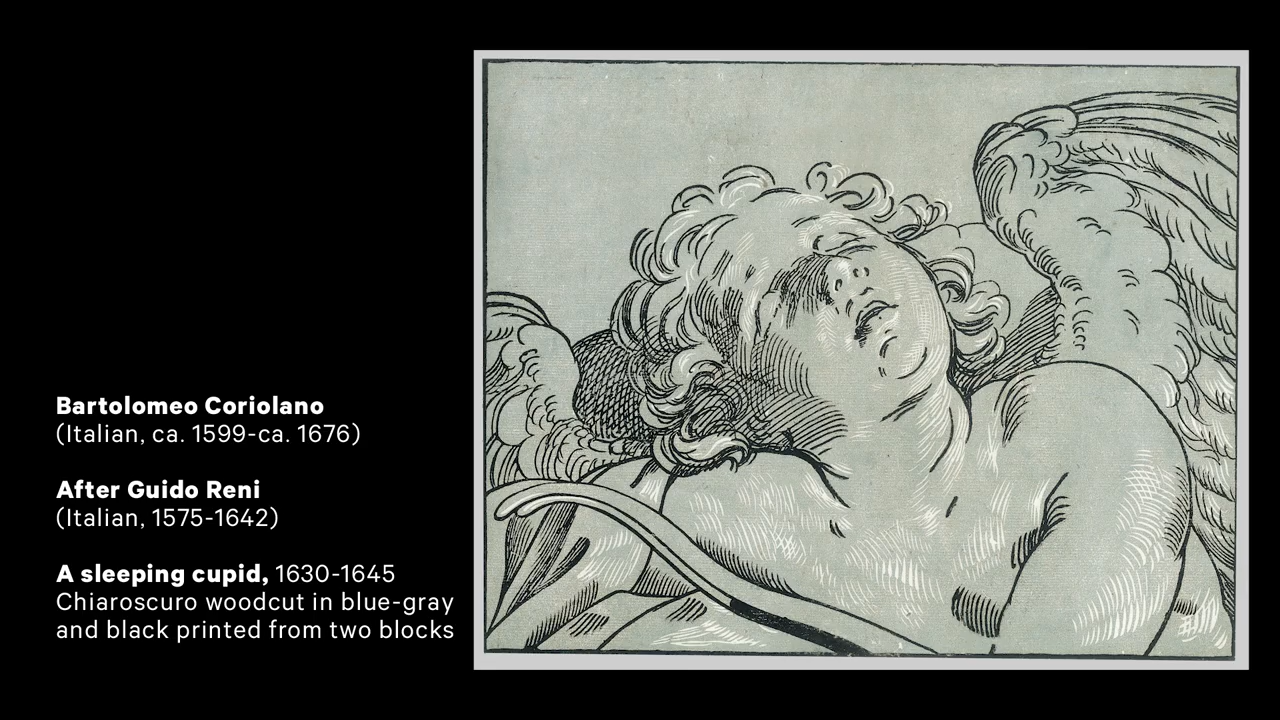 Bartolomeo Coriolano
(Italian, ca. 1599-ca. 1676)
After Guido Reni
(Italian, 1575-1642)
A sleeping cupid, 1630-1645
Chiaroscuro woodcut in blue-gray
and black printed from two blocks